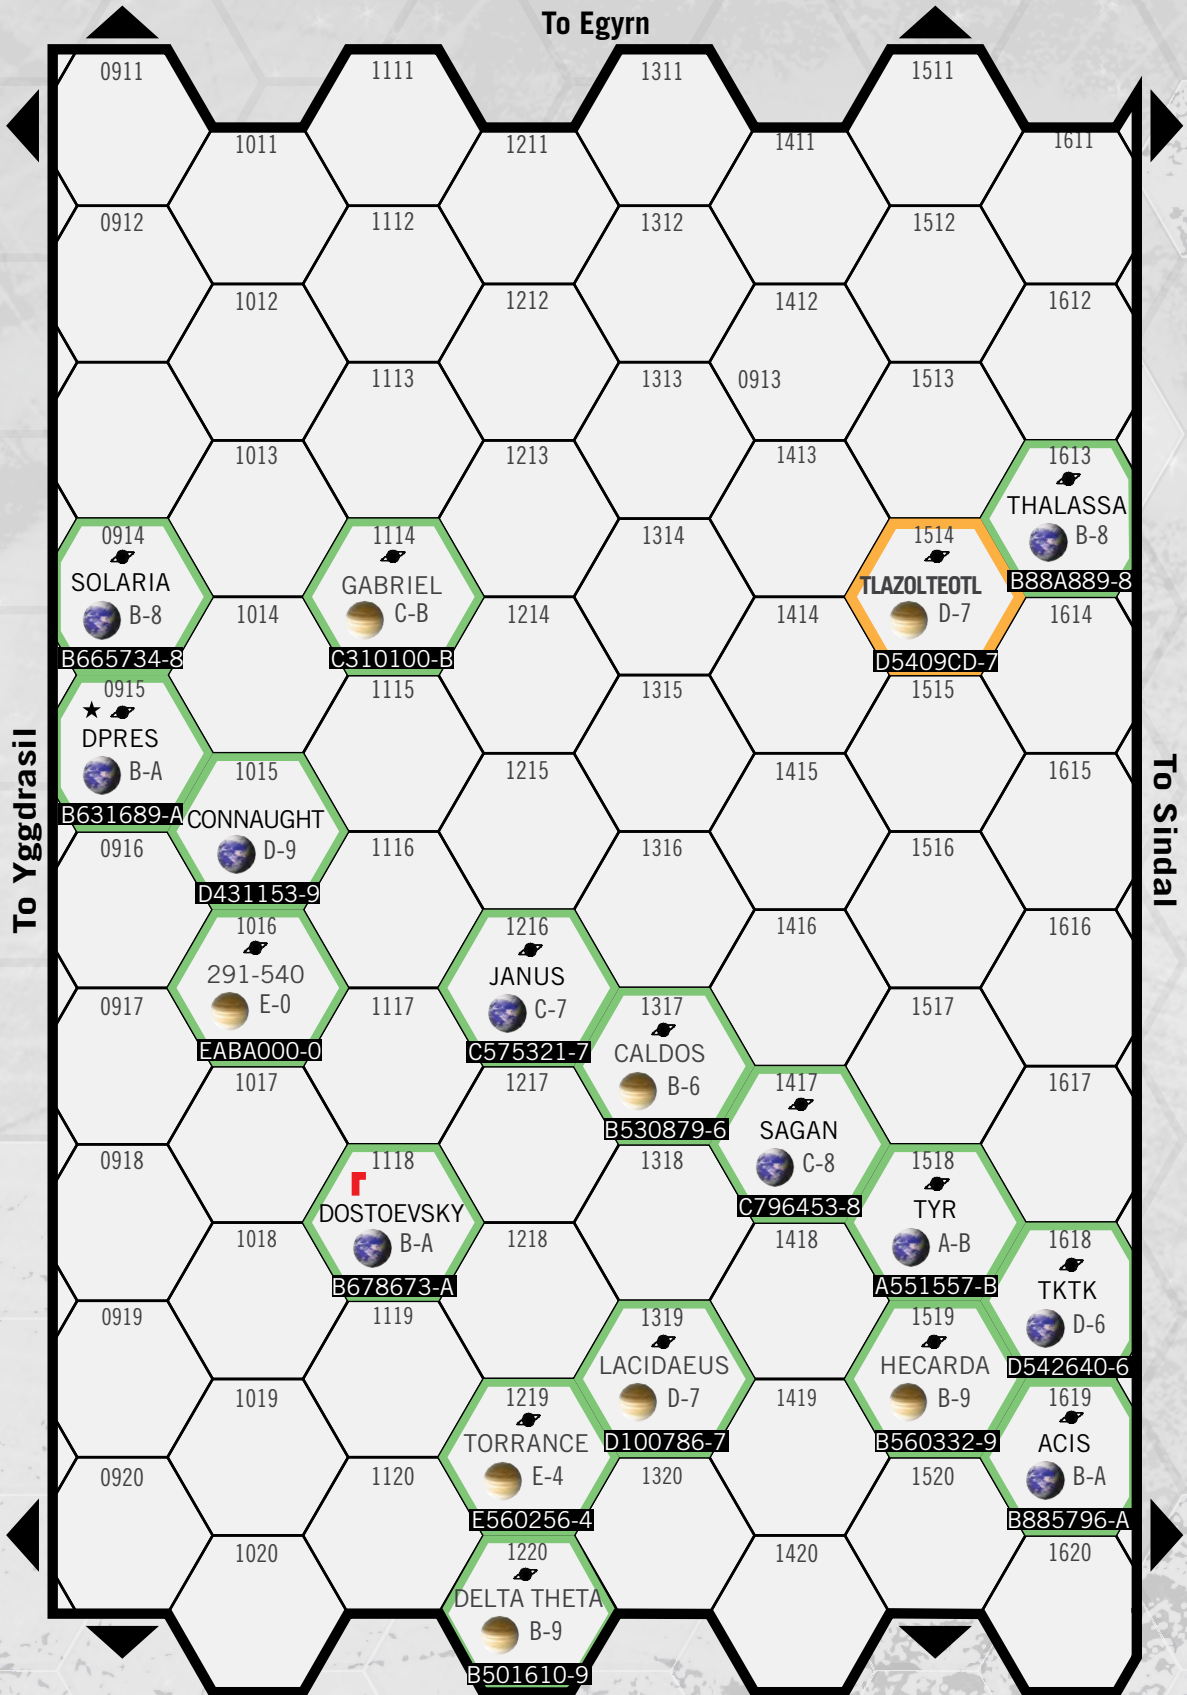 To Egyrn
0911
1111
1311
1511
1011
1211
1411
1611
0912
1112
1312
1512
1012
1212
1412
1612
1113
1313
0913
1513
1013
1213
1413
1613
THALASSA
B-8
B88A889-8
0914
SOLARIA
B-8
B665734-8
1114
GABRIEL
C-B
C310100-B
1314
1514
TLAZOLTEOTL
D-7
D5409CD-7
1014
1214
1414
1614
0915
DPRES
B-A
B631689-A
1115
1315
1515
1015
CONNAUGHT
D-9
D431153-9
1215
1415
1615
To Yggdrasil
To Sindal
0916
1116
1316
1516
1016
291-540
E-0
EABA000-0
1216
JANUS
C-7
C575321-7
1416
1616
0917
1117
1317
CALDOS
B-6
B530879-6
1517
1017
1217
1417
SAGAN
C-8
C796453-8
1617
0918
1118
DOSTOEVSKY
B-A
B678673-A
1318
1518
TYR
A-B
A551557-B
1018
1218
1418
1618
TKTK
D-6
D542640-6
0919
1119
1319
LACIDAEUS
D-7
D100786-7
1519
HECARDA
B-9
B560332-9
1019
1219
TORRANCE
E-4
E560256-4
1419
1619
ACIS
B-A
B885796-A
0920
1120
1320
1520
1020
1220
DELTA THETA
B-9
B501610-9
1420
1620